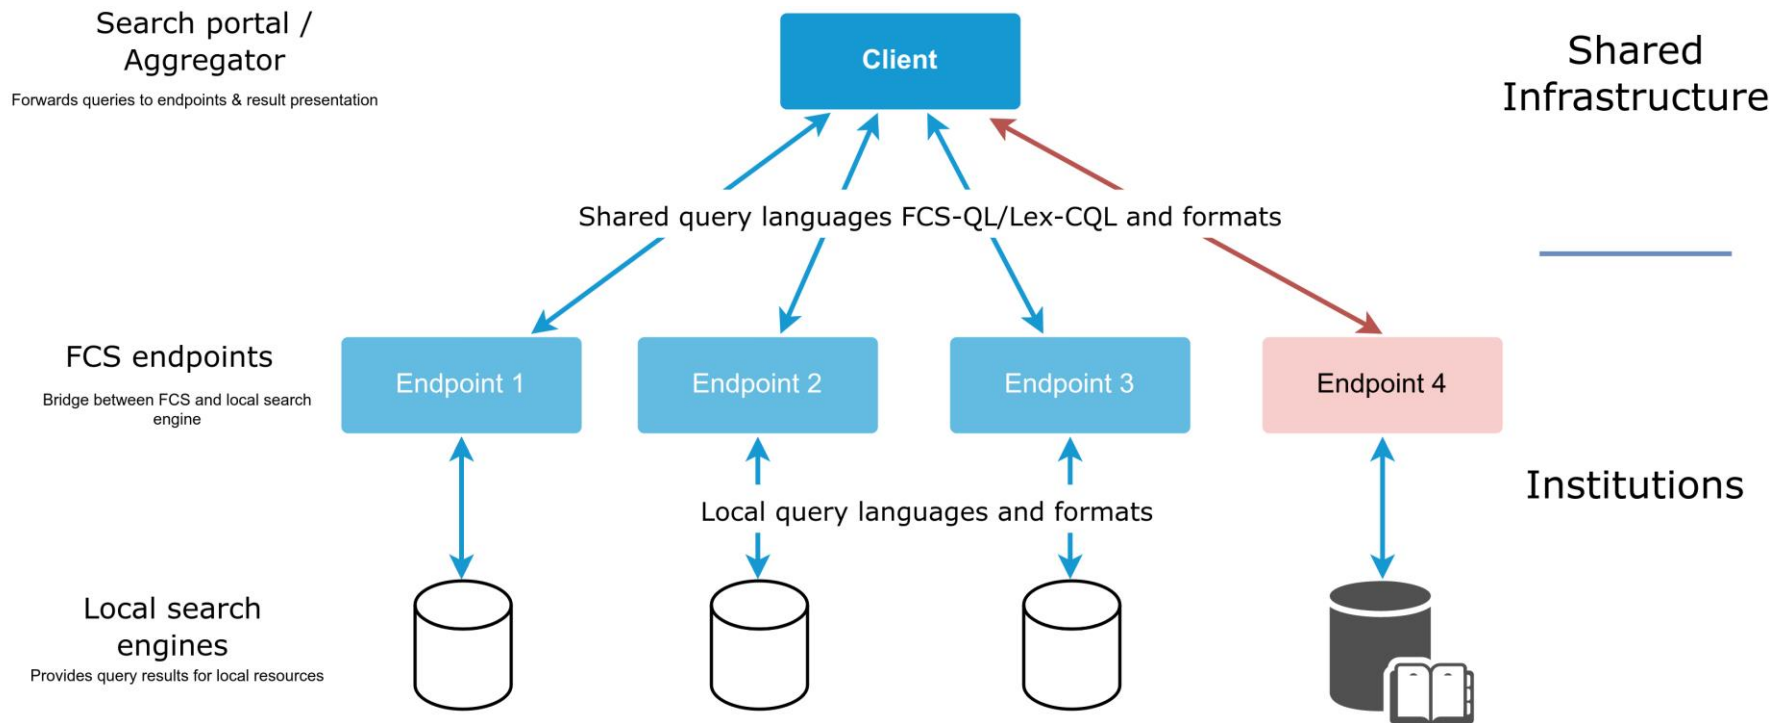 Search portal /
Aggregator
Forwards queries to endpoints & result presentation
Client
Shared
Infrastructure
Shared query languages FCS-QL/Lex-CQL and formats
FCS endpoints
Bridge between FCS and local search
engine
Endpoint 1
Endpoint 2
Endpoint 3
Endpoint 4
Institutions
Local query languages and formats
Local search
engines
Provides query results for local resources